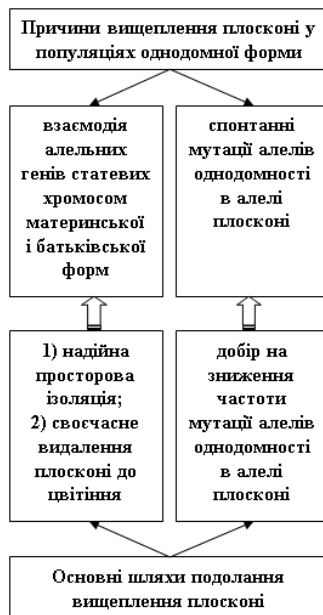 Причини вищеплення плосконі у
популяціях однодомної форми
взаємодія
алельних
генів статевих
хромосом
материнської
і батьківської
форм
спонтанні
мутації алелів
однодомності
в алелі
плосконі
1) надійна
просторова
ізоляція;
2) своєчасне
видалення
плосконі до
цвітіння
добір на
зниження
частоти
мутації алелів
однодомності
в алелі
плосконі
Основні шляхи подолання
вищеплення плосконі